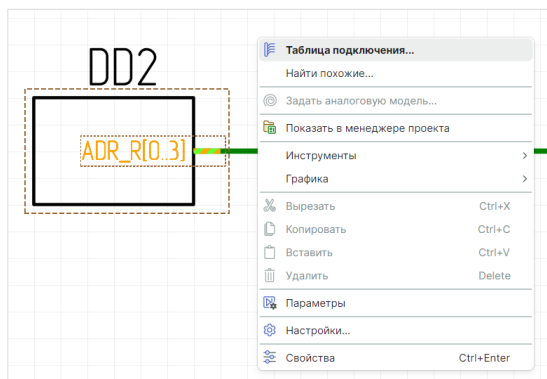 DD2
ADR_R[0..3]
Таблица подключения...
Найти похожие...
Задать аналоговую модель...
Показать в менеджере проекта
Инструменты
Графика
Вырезать Ctrl+X
Копировать Ctrl+C
Вставить Ctrl+V
Удалить Delete
Параметры
Настройки...
Свойства Ctrl+Enter